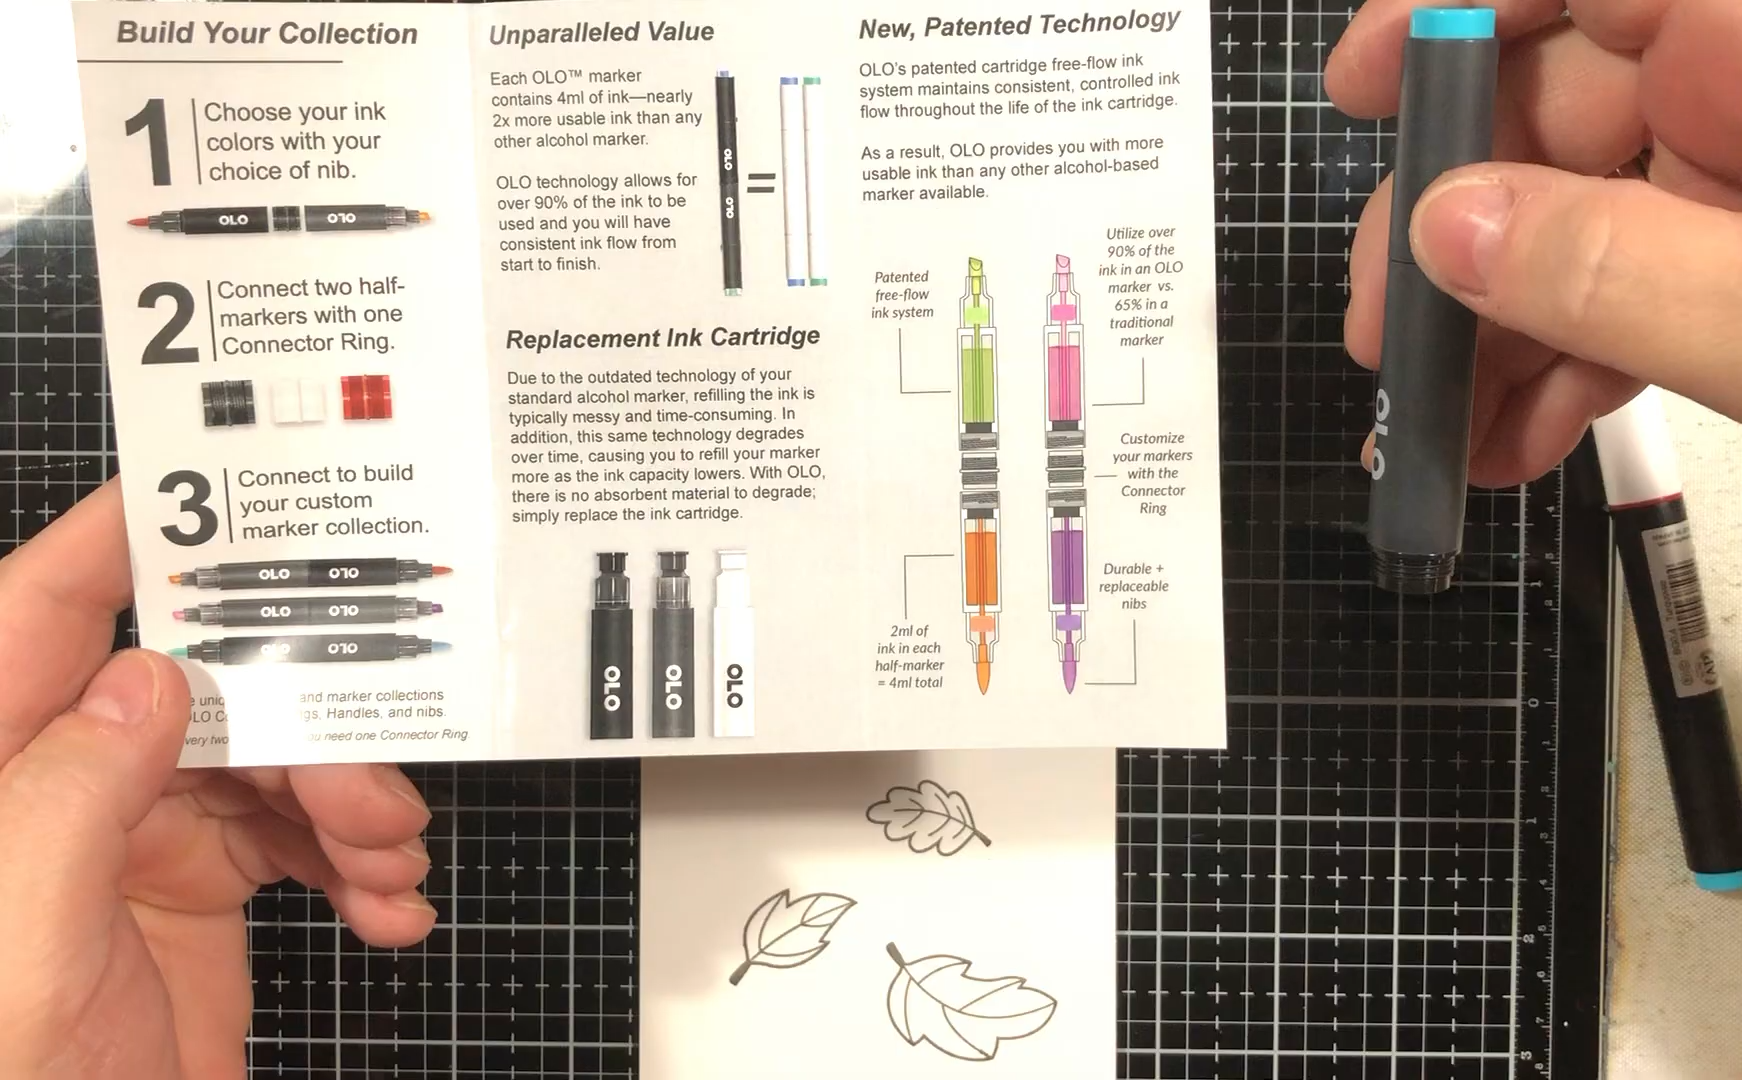 Build Your Collection
1
Choose your ink
colors with your
choice of nib.
OLO
OLO
2
Connect two half-
markers with one
Connector Ring.
3
Connect to build
your custom
marker collection.
OLO
OLO
OLO
OLO
OLO
e uniq and marker collections
LO C gs, Handles, and nibs.
very two ou need one Connector Ring
Unparalleled Value
Each OLO™ marker
contains 4ml of ink—nearly
2x more usable ink than any
other alcohol marker.
OLO technology allows for
over 90% of the ink to be
used and you will have
consistent ink flow from
start to finish.
OLO
OLO
=
Replacement Ink Cartridge
Due to the outdated technology of your
standard alcohol marker, refilling the ink is
typically messy and time-consuming. In
addition, this same technology degrades
over time, causing you to refill your marker
more as the ink capacity lowers. With OLO,
there is no absorbent material to degrade;
simply replace the ink cartridge.
OLO
OLO
OLO
New, Patented Technology
OLO's patented cartridge free-flow ink
system maintains consistent, controlled ink
flow throughout the life of the ink cartridge.
As a result, OLO provides you with more
usable ink than any other alcohol-based
marker available.
Patented
free-flow
ink system
Utilize over
90% of the
ink in an OLO
marker vs.
65% in a
traditional
marker
Customize
your markers
with the
Connector
Ring
Durable +
replaceable
nibs
2ml of
ink in each
half-marker
= 4ml total
OLO